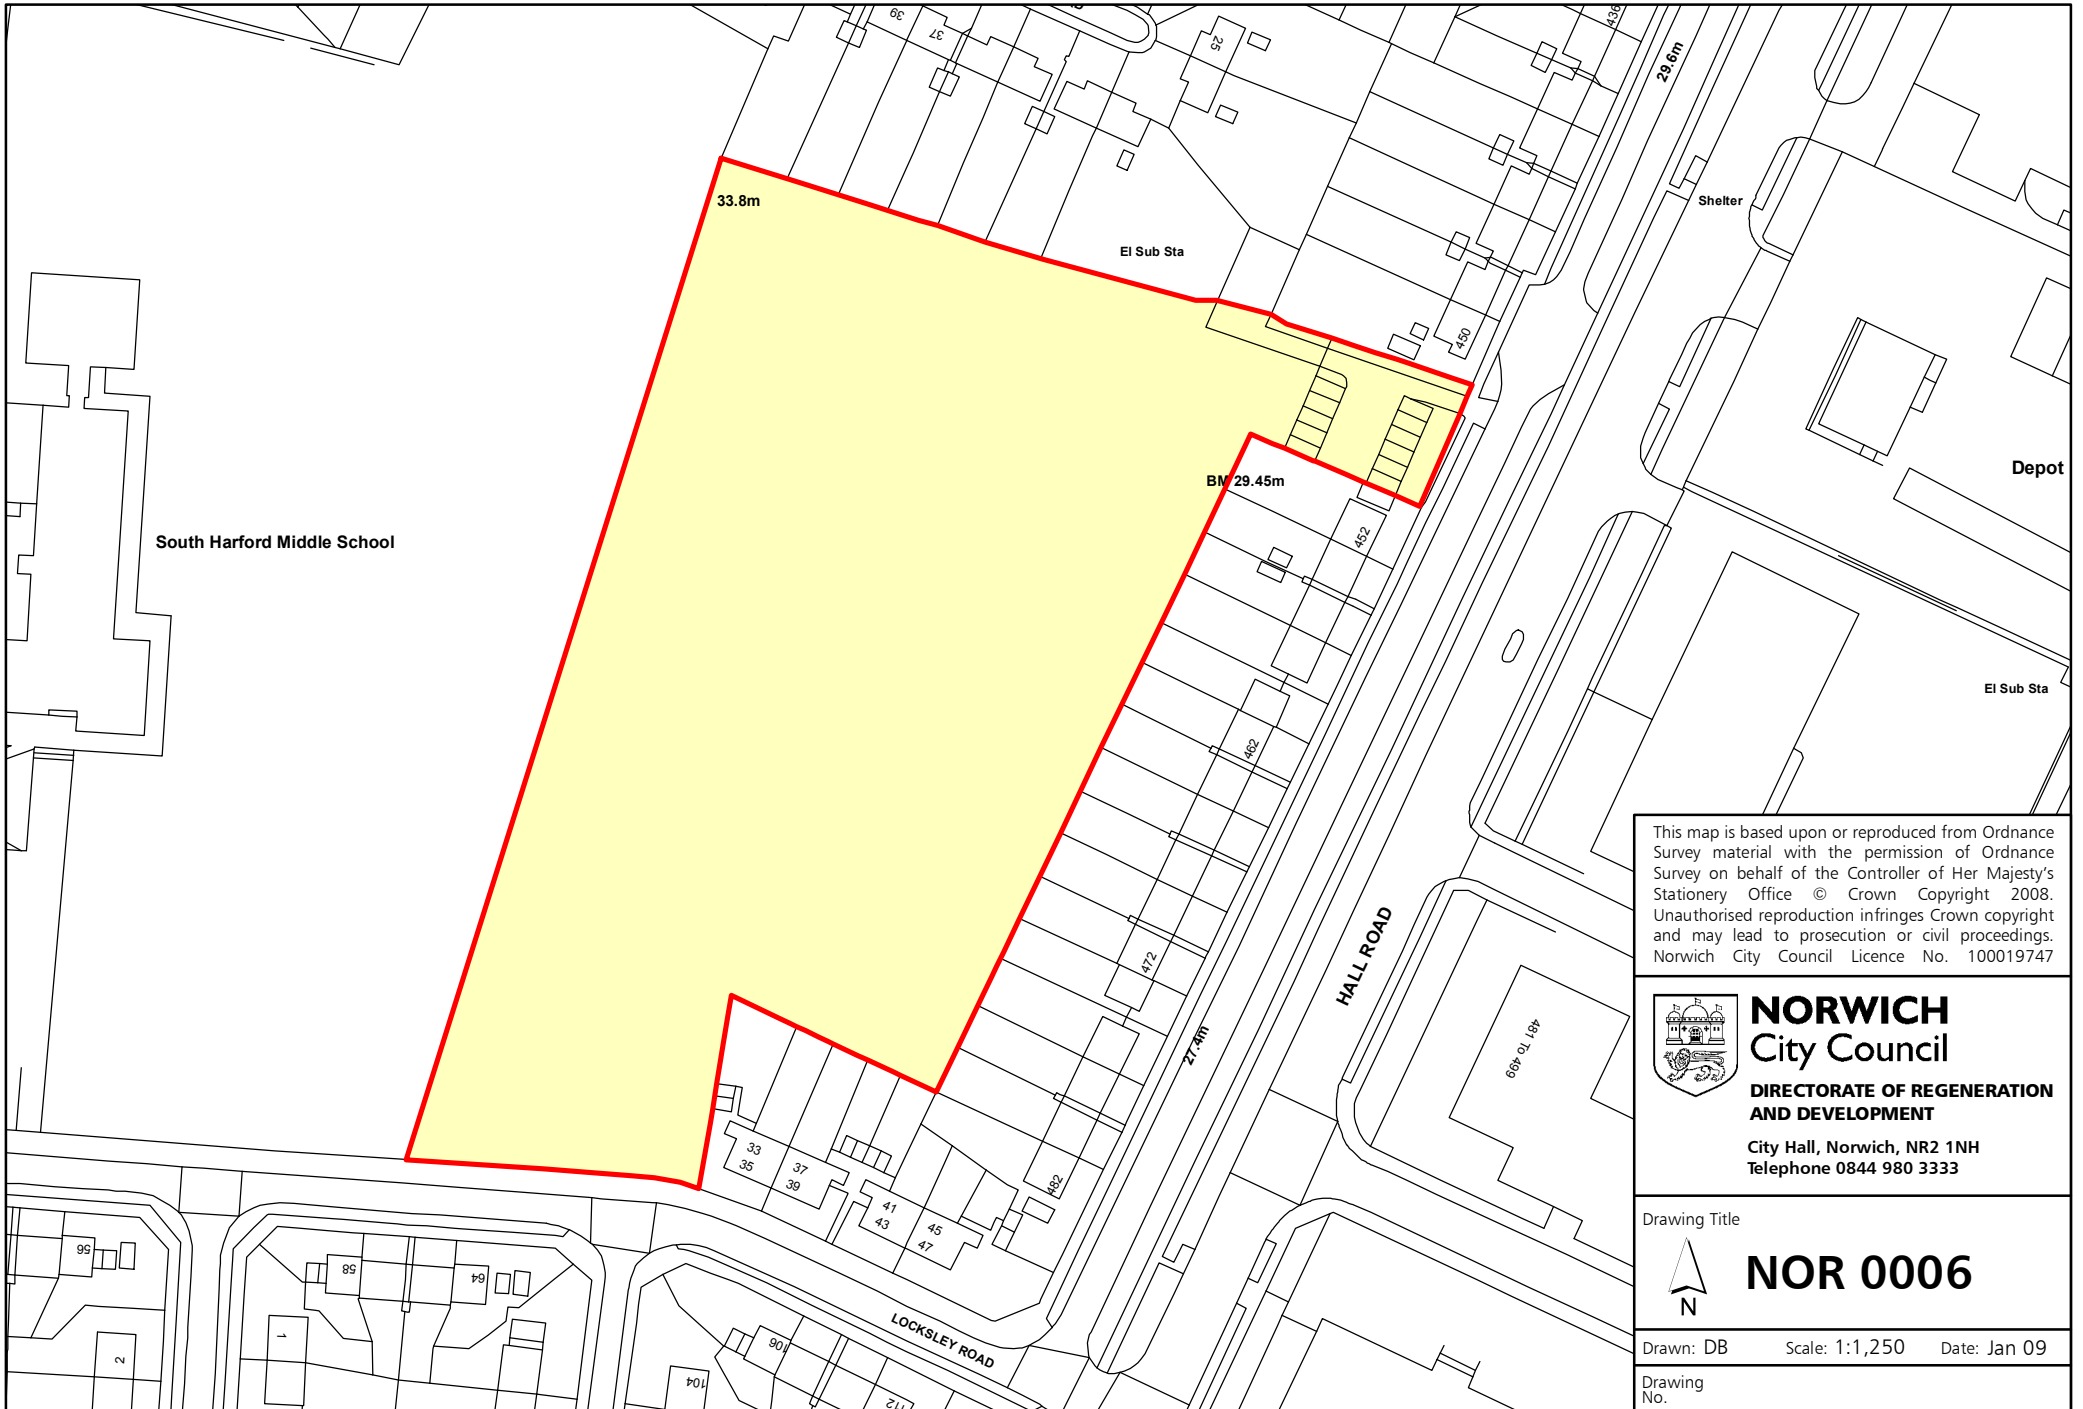 39
37
25
436
29.6m
33.8m
Shelter
El Sub Sta
450
Depot
BM 29.45m
South Harford Middle School
452
El Sub Sta
462
472
HALL ROAD
27.4m
481 To 499
482
33
35
37
39
41
43
45
47
56
58
64
1
2
LOCKSLEY ROAD
106
104
112
This map is based upon or reproduced from Ordnance
Survey material with the permission of Ordnance
Survey on behalf of the Controller of Her Majesty's
Stationery Office © Crown Copyright 2008.
Unauthorised reproduction infringes Crown copyright
and may lead to prosecution or civil proceedings.
Norwich City Council Licence No. 100019747
NORWICH
City Council
DIRECTORATE OF REGENERATION
AND DEVELOPMENT
City Hall, Norwich, NR2 1NH
Telephone 0844 980 3333
Drawing Title
N
NOR 0006
Drawn: DB Scale: 1:1,250 Date: Jan 09
Drawing
No.